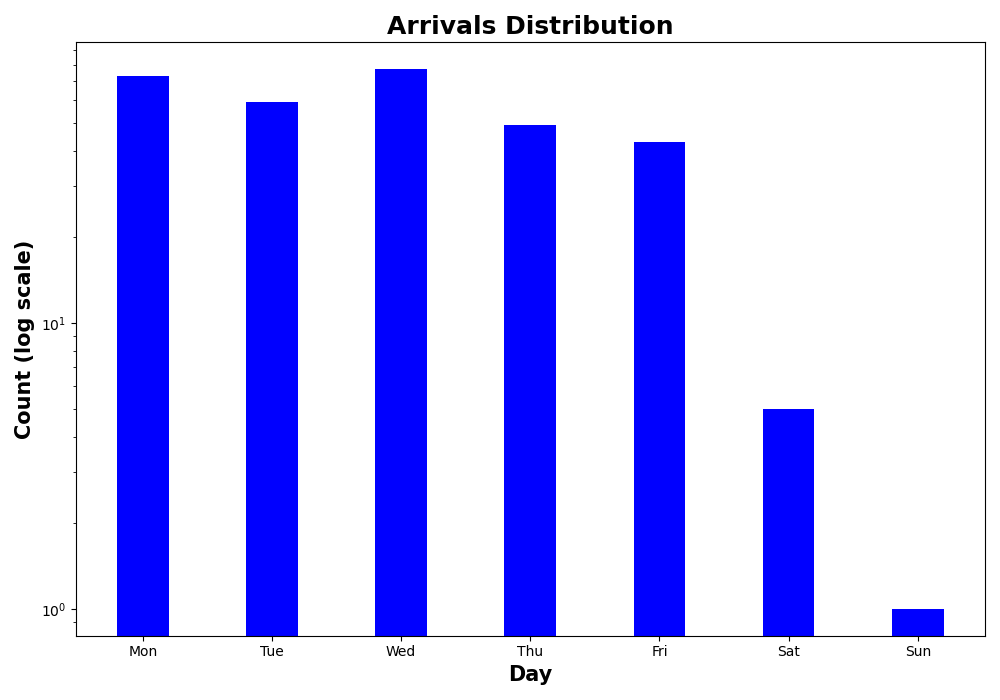 Arrivals Distribution
Count (log scale)
10¹
10⁰
Mon Tue Wed Thu Fri Sat Sun
Day